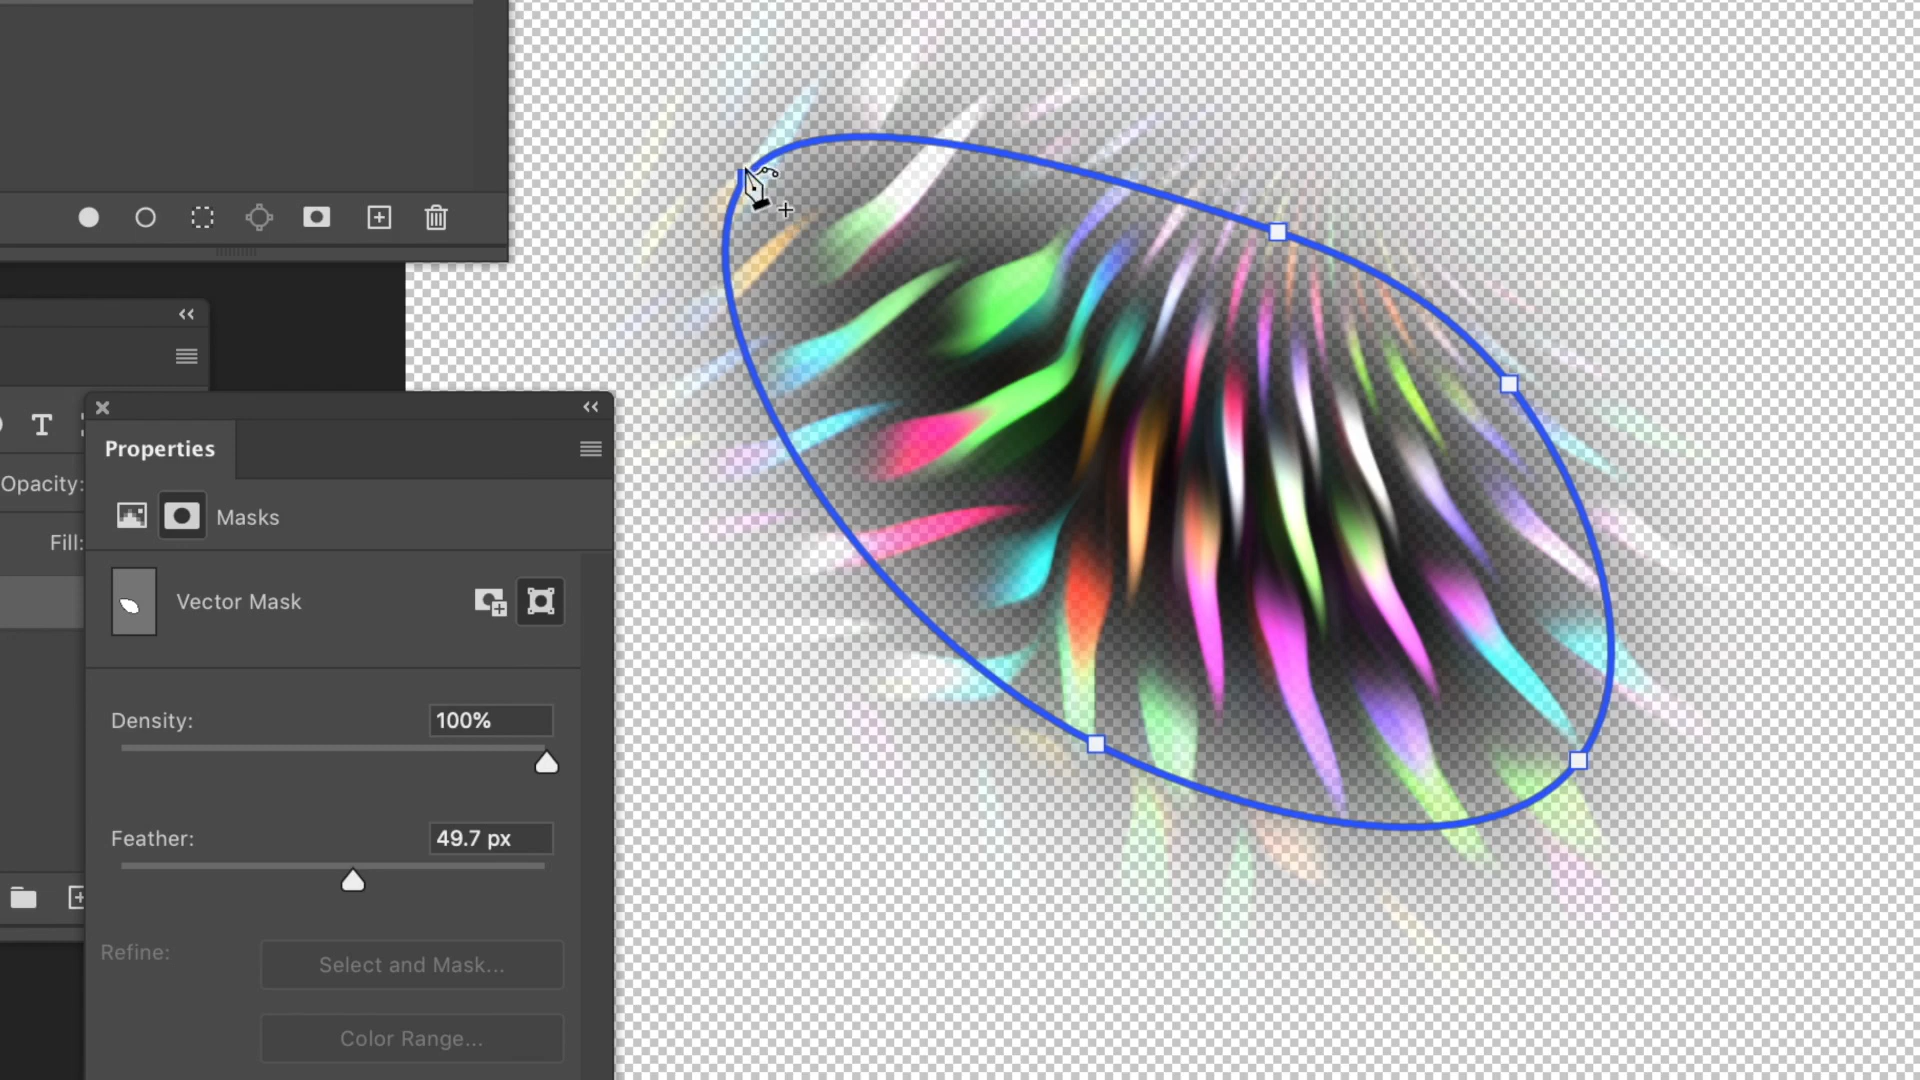 T
Properties
Opacity:
Masks
Fill:
Vector Mask
Density:
100%
Feather:
49.7 px
Refine:
Select and Mask...
Color Range...